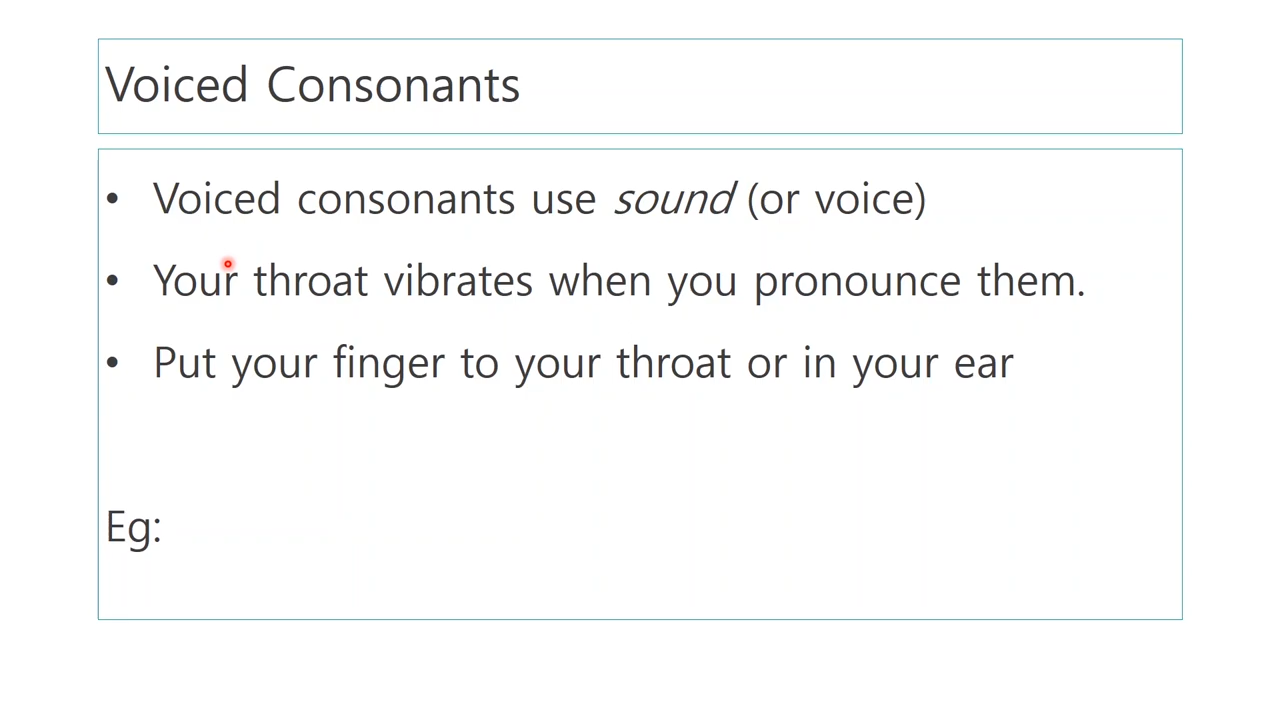 Voiced Consonants
• Voiced consonants use sound (or voice)
• Your throat vibrates when you pronounce them.
• Put your finger to your throat or in your ear
Eg: